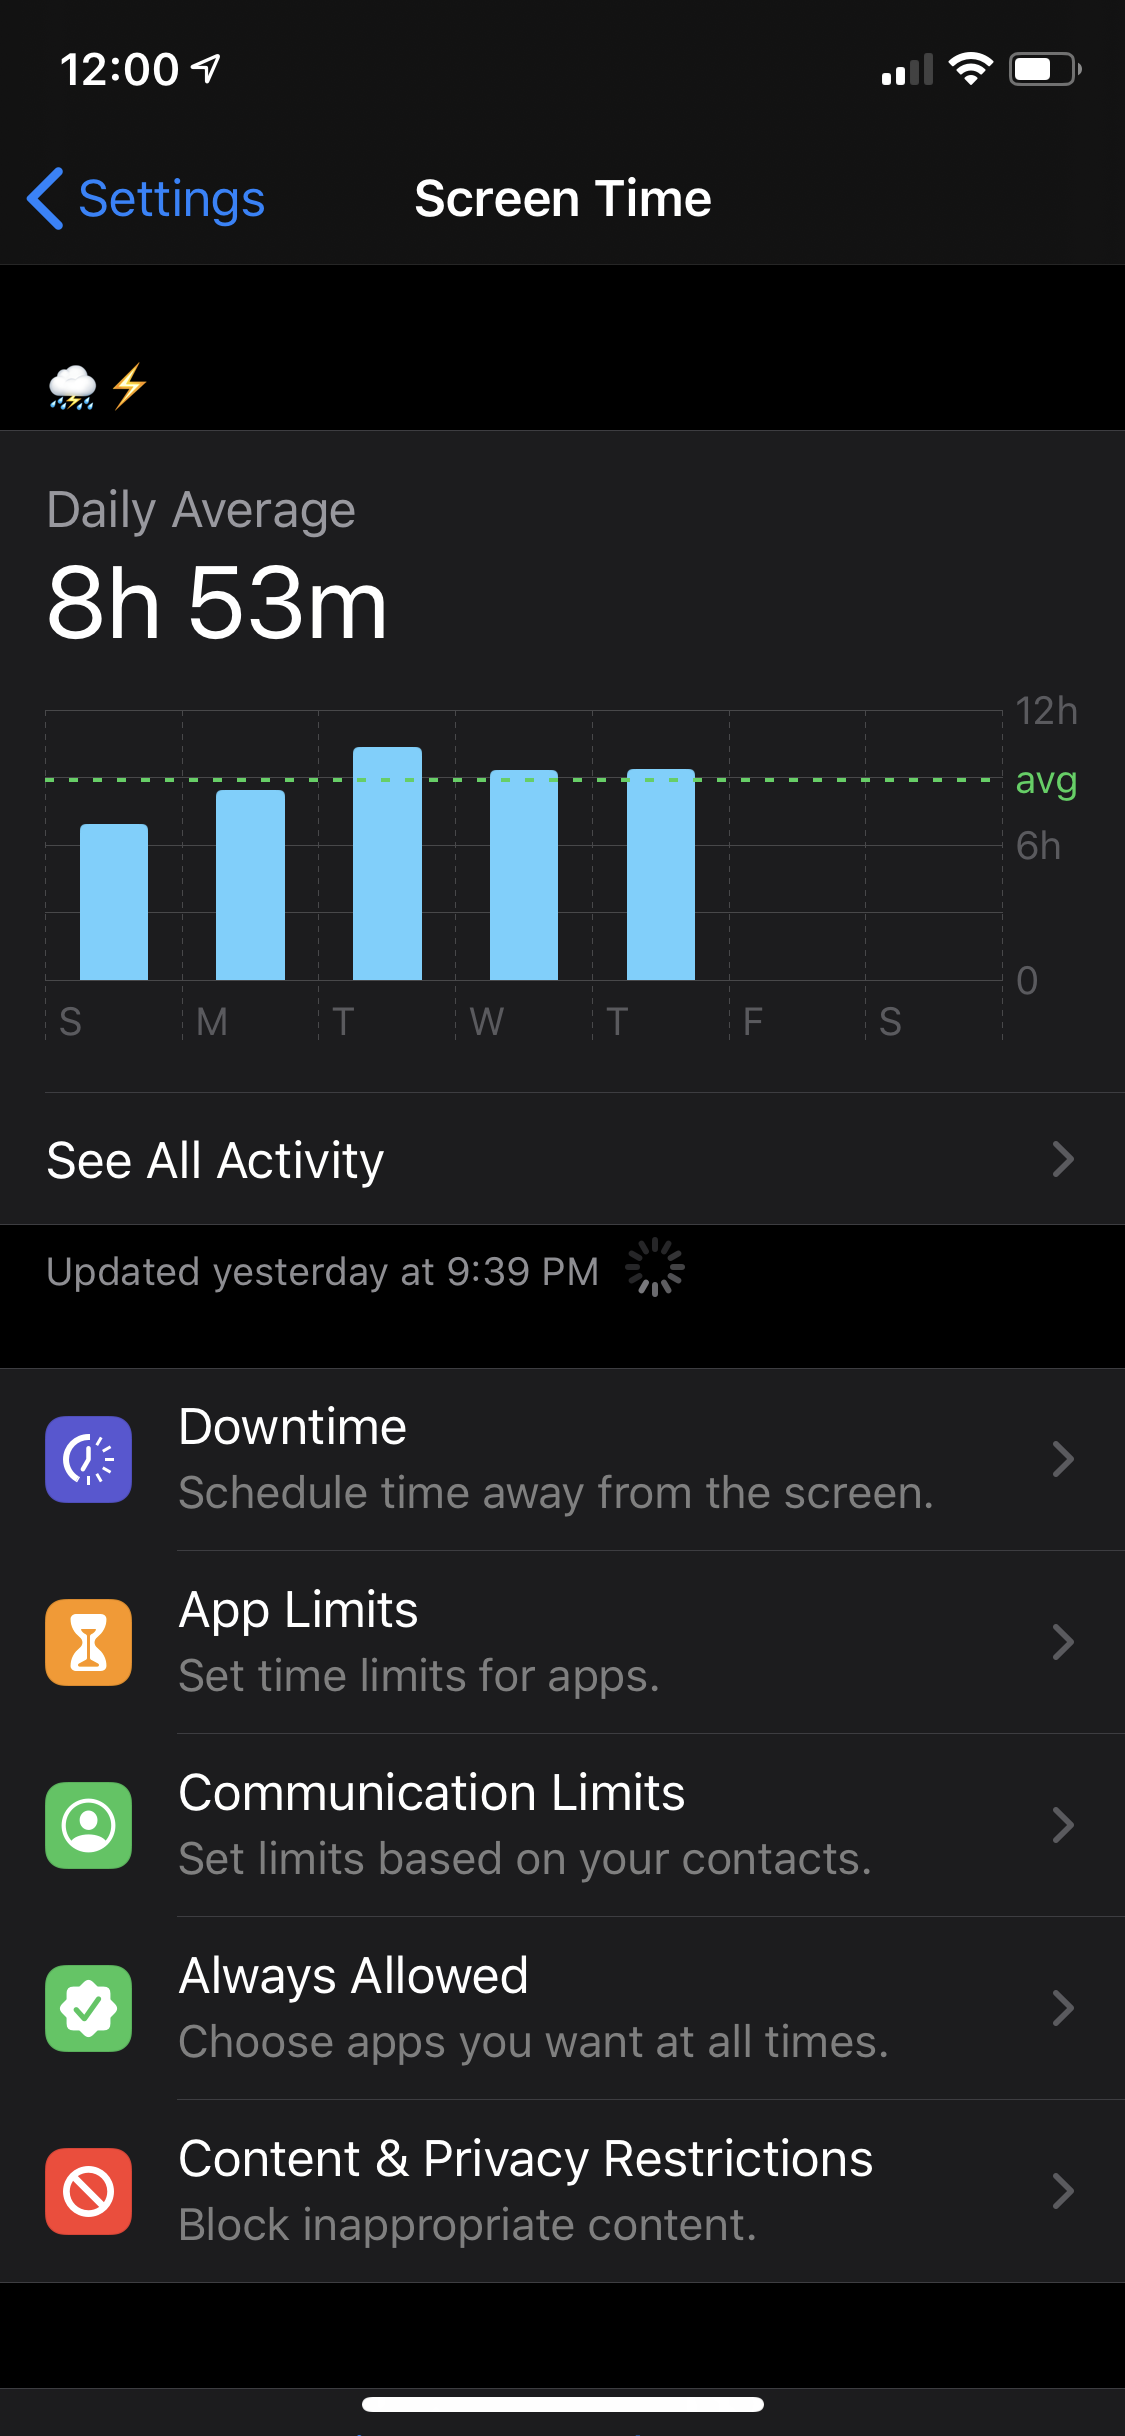 12:00
Settings
Screen Time
🌧⚡
Daily Average
8h 53m
12h
avg
6h
0
S M T W T F S
See All Activity
Updated yesterday at 9:39 PM
Downtime
Schedule time away from the screen.
App Limits
Set time limits for apps.
Communication Limits
Set limits based on your contacts.
Always Allowed
Choose apps you want at all times.
Content & Privacy Restrictions
Block inappropriate content.